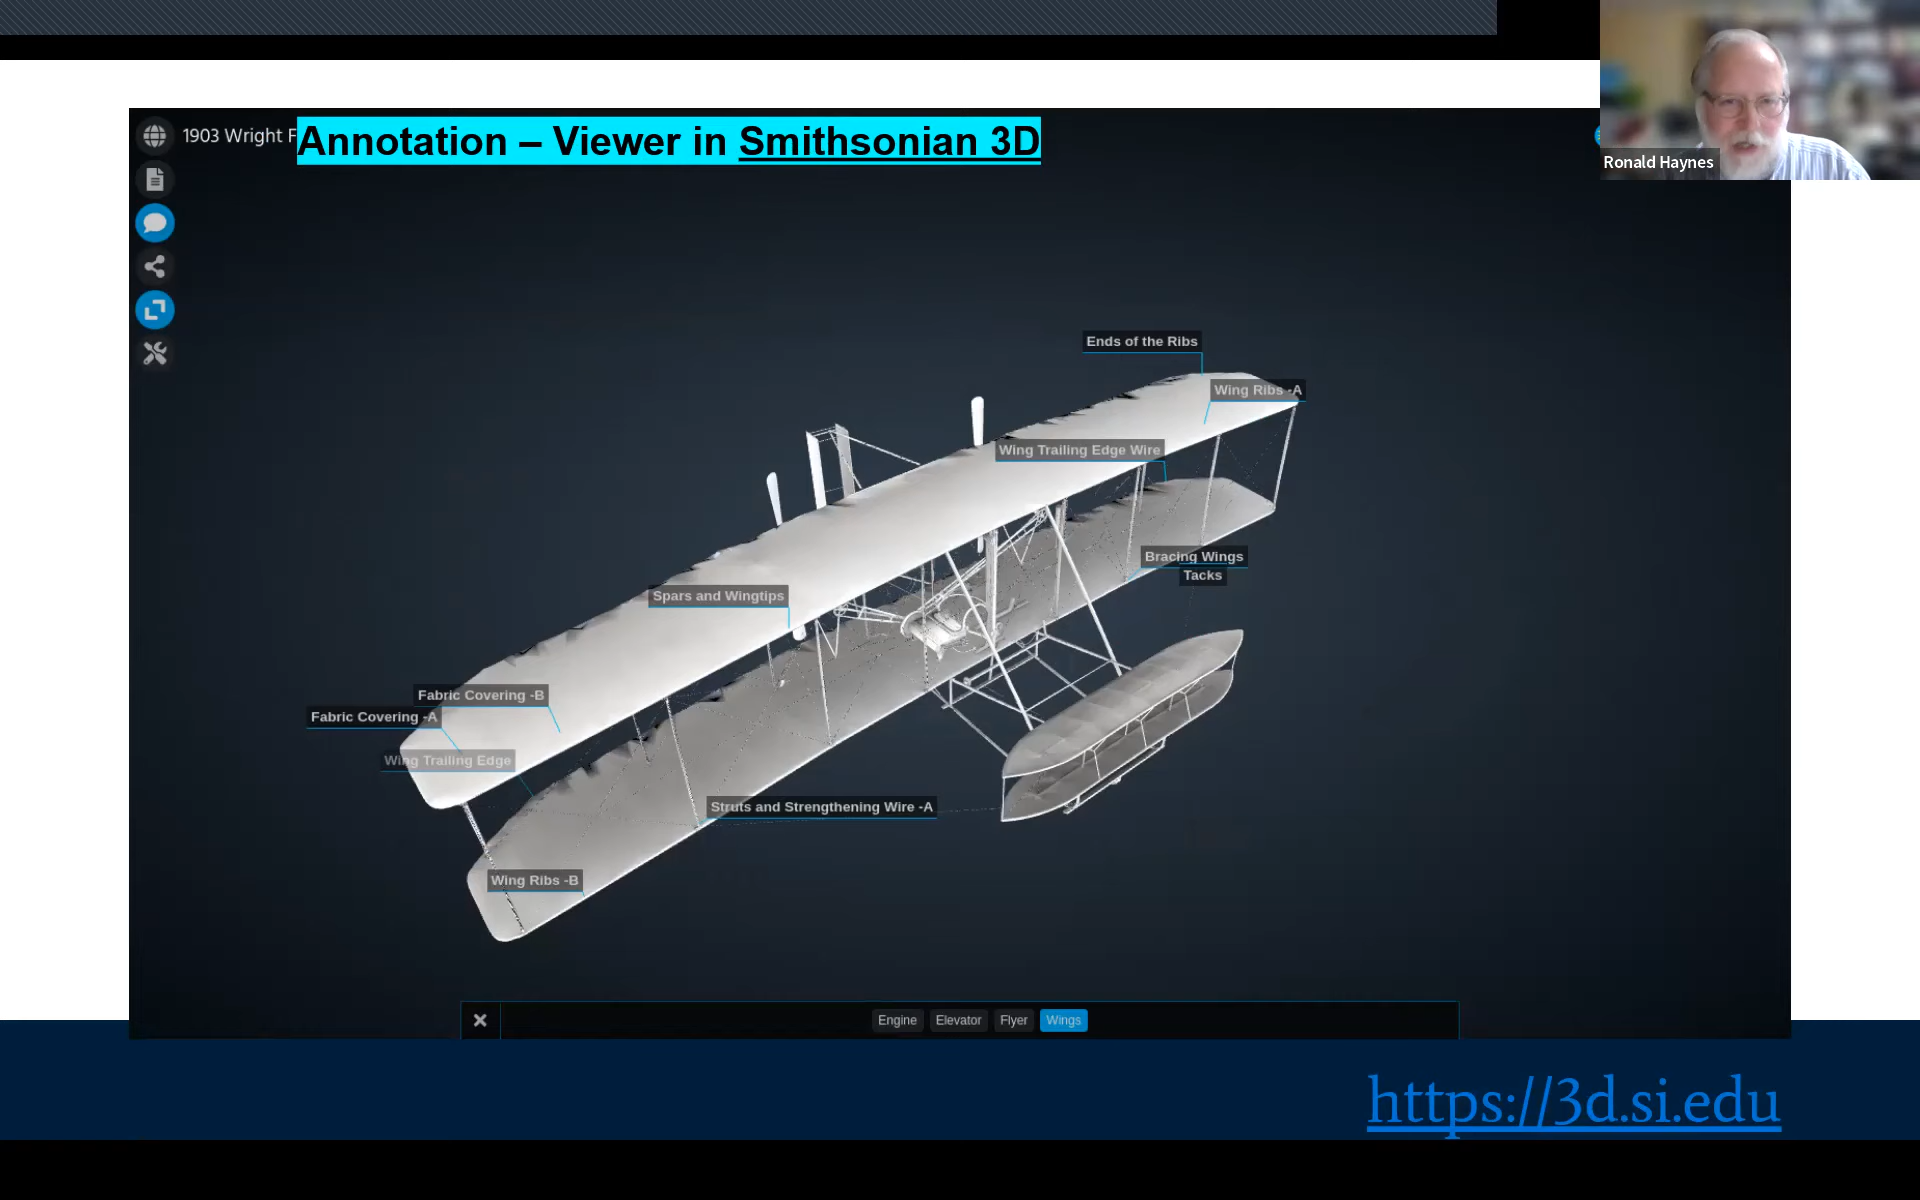 1903 Wright F
Annotation – Viewer in Smithsonian 3D
Ronald Haynes
Ends of the Ribs
Wing Ribs -A
Wing Trailing Edge Wire
Bracing Wings
Tacks
Spars and Wingtips
Fabric Covering -B
Fabric Covering -A
Wing Trailing Edge
Struts and Strengthening Wire -A
Wing Ribs -B
Engine Elevator Flyer Wings
https://3d.si.edu